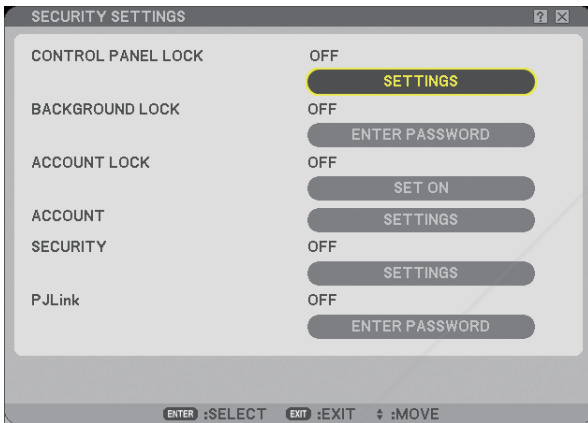 SECURITY SETTINGS ? X
CONTROL PANEL LOCK OFF
SETTINGS
BACKGROUND LOCK OFF
ENTER PASSWORD
ACCOUNT LOCK OFF
SET ON
ACCOUNT SETTINGS
SECURITY OFF
SETTINGS
PJLink OFF
ENTER PASSWORD
ENTER :SELECT EXIT :EXIT :MOVE